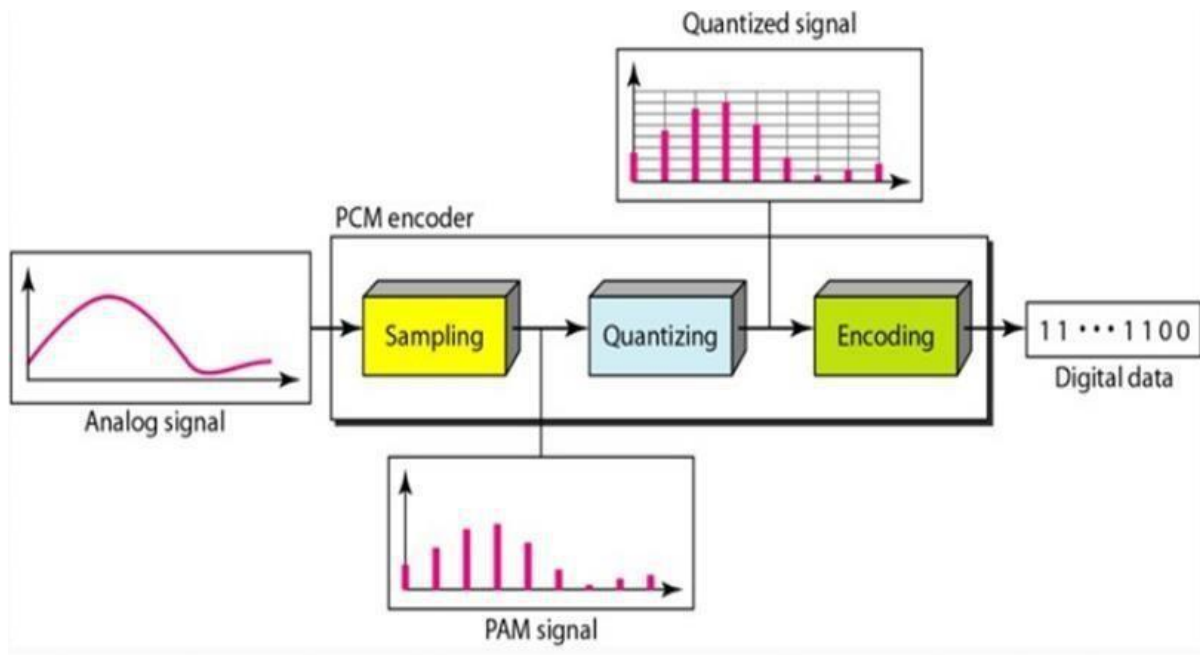 Quantized signal
PCM encoder
Sampling
Quantizing
Encoding
11 ••• 1100
Digital data
Analog signal
PAM signal